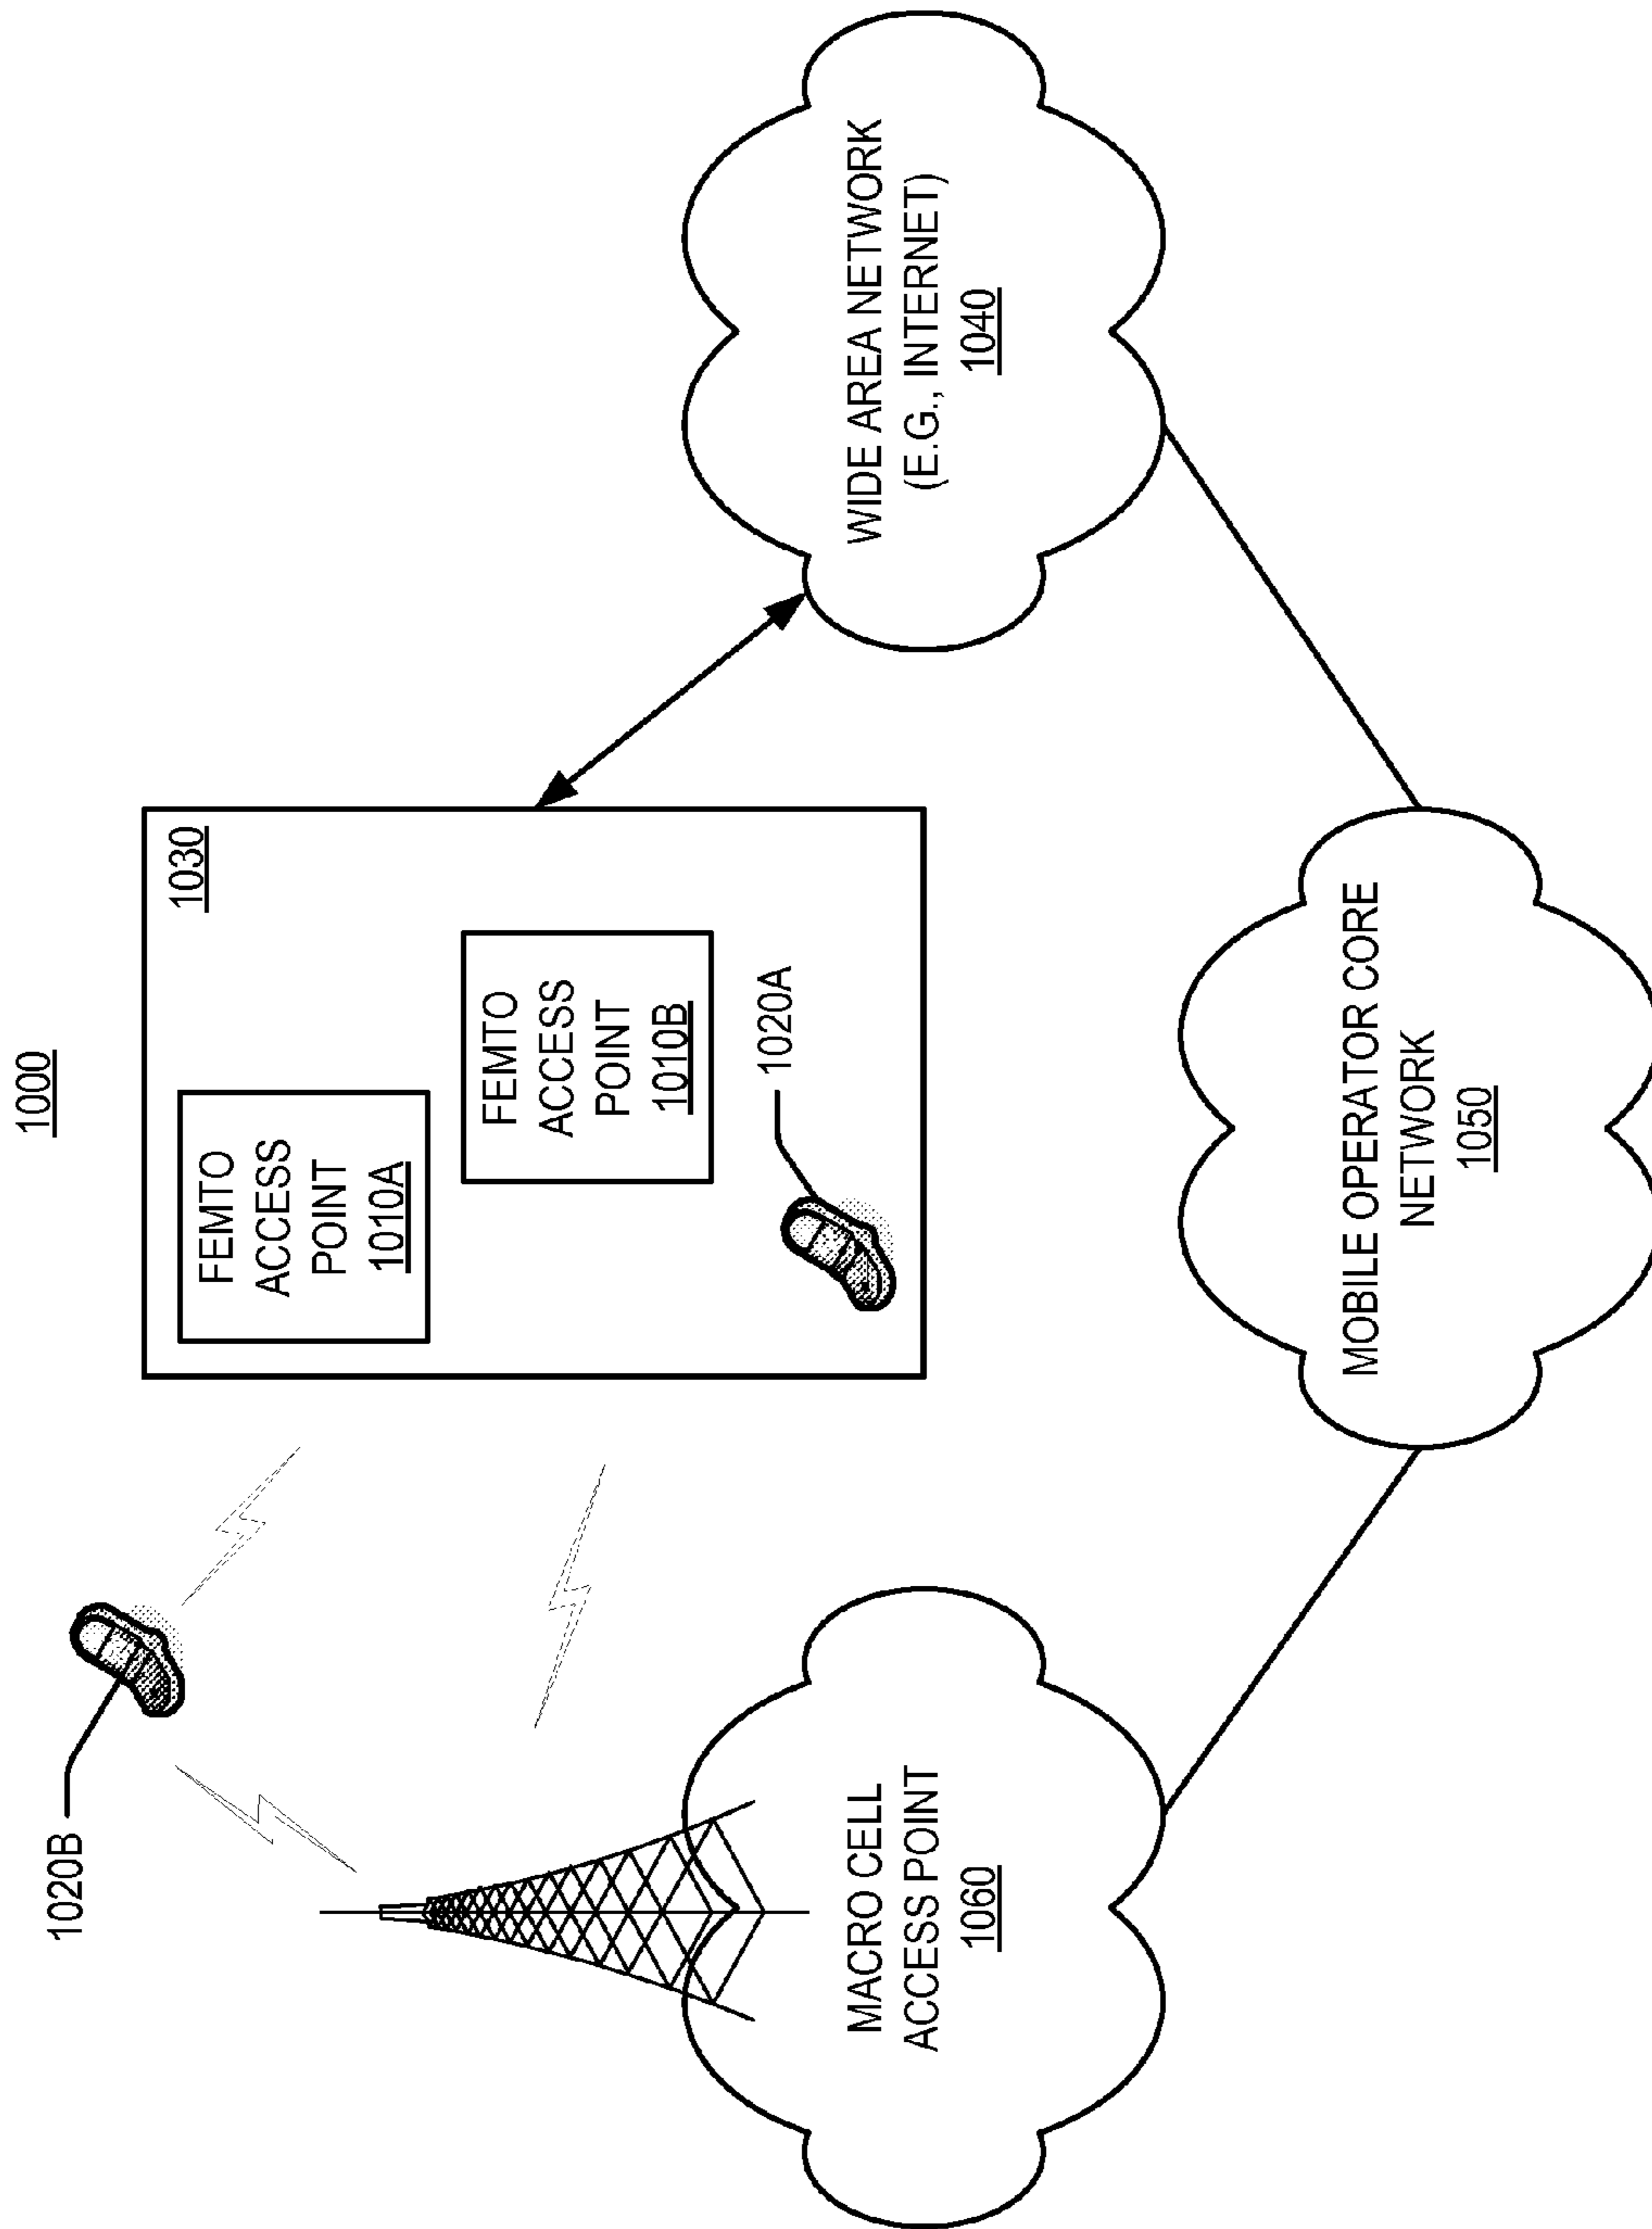 1000
1020B
FEMTO
ACCESS
POINT
1010A
1030
FEMTO
ACCESS
POINT
1010B
1020A
MACRO CELL
ACCESS POINT
1060
WIDE AREA NETWORK
(E.G., INTERNET)
1040
MOBILE OPERATOR CORE
NETWORK
1050